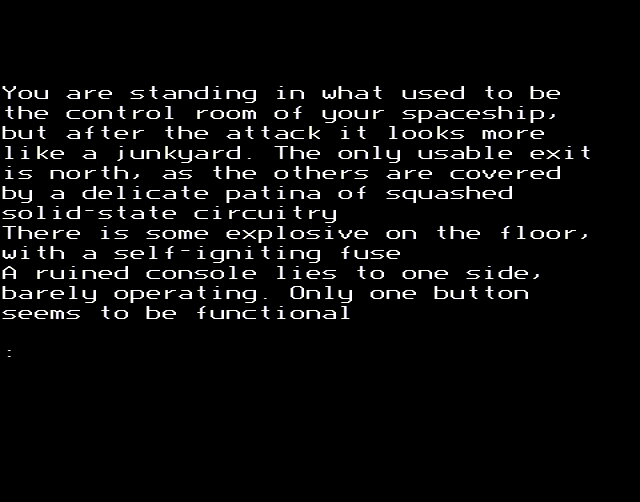 You are standing in what used to be
the control room of your spaceship,
but after the attack it looks more
like a junkyard. The only usable exit
is north, as the others are covered
by a delicate patina of squashed
solid-state circuitry
There is some explosive on the floor,
with a self-igniting fuse
A ruined console lies to one side,
barely operating. Only one button
seems to be functional
: